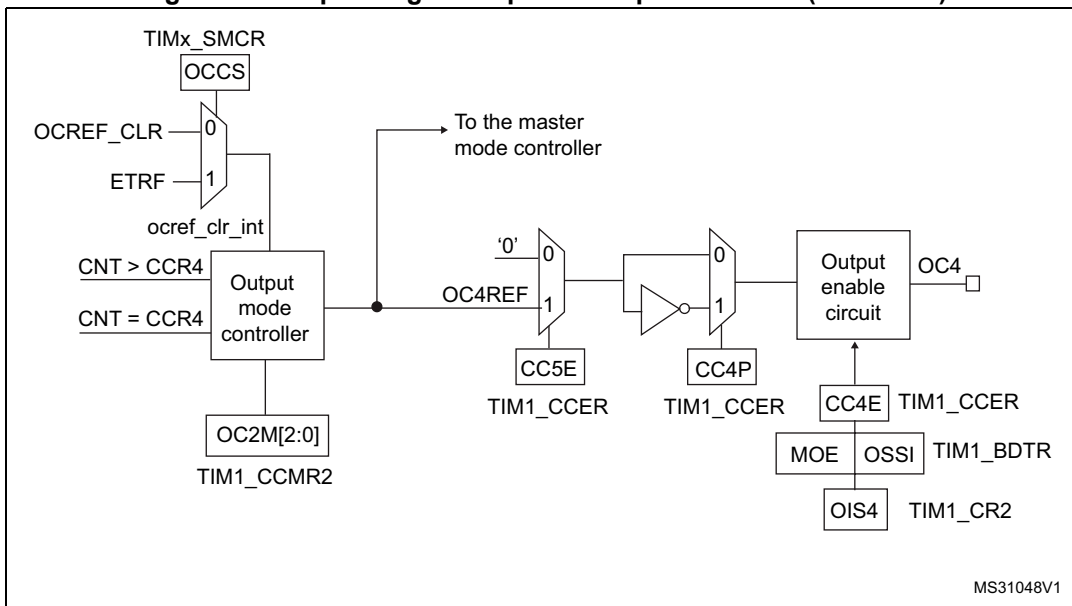 TIMx_SMCR
OCCS
OCREF_CLR
0
To the master
mode controller
ETRF
1
ocref_clr_int
CNT > CCR4
CNT = CCR4
Output
mode
controller
'0'
0
OC4REF
1
0
1
Output
enable
circuit
OC4
CC5E
CC4P
TIM1_CCER
TIM1_CCER
CC4E
TIM1_CCER
OC2M[2:0]
MOE
OSSI
TIM1_BDTR
TIM1_CCMR2
OIS4
TIM1_CR2
MS31048V1